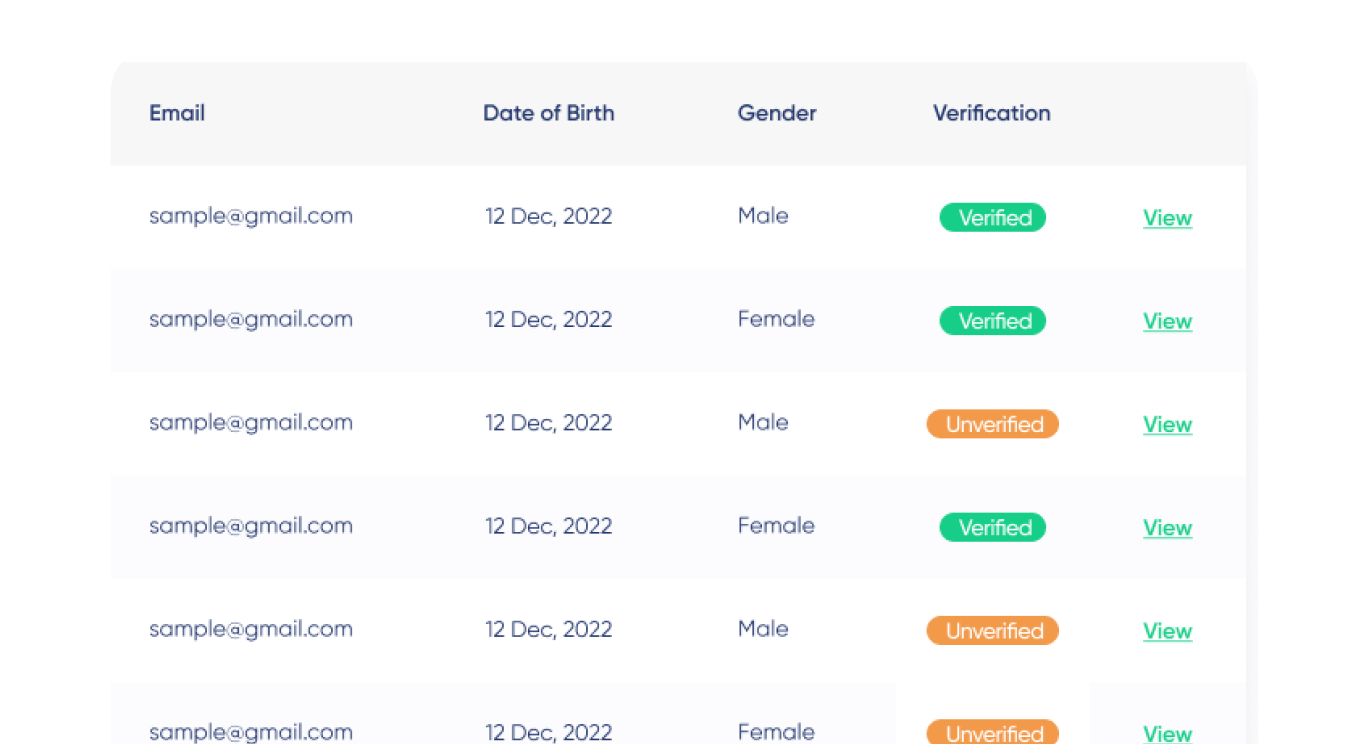 Email Date of Birth Gender Verification
sample@gmail.com 12 Dec, 2022 Male Verified View
sample@gmail.com 12 Dec, 2022 Female Verified View
sample@gmail.com 12 Dec, 2022 Male Unverified View
sample@gmail.com 12 Dec, 2022 Female Verified View
sample@gmail.com 12 Dec, 2022 Male Unverified View
sample@gmail.com 12 Dec, 2022 Female Unverified View